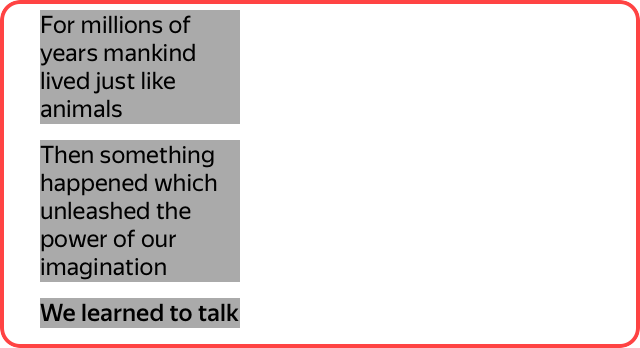 For millions of
years mankind
lived just like
animals
Then something
happened which
unleashed the
power of our
imagination
We learned to talk